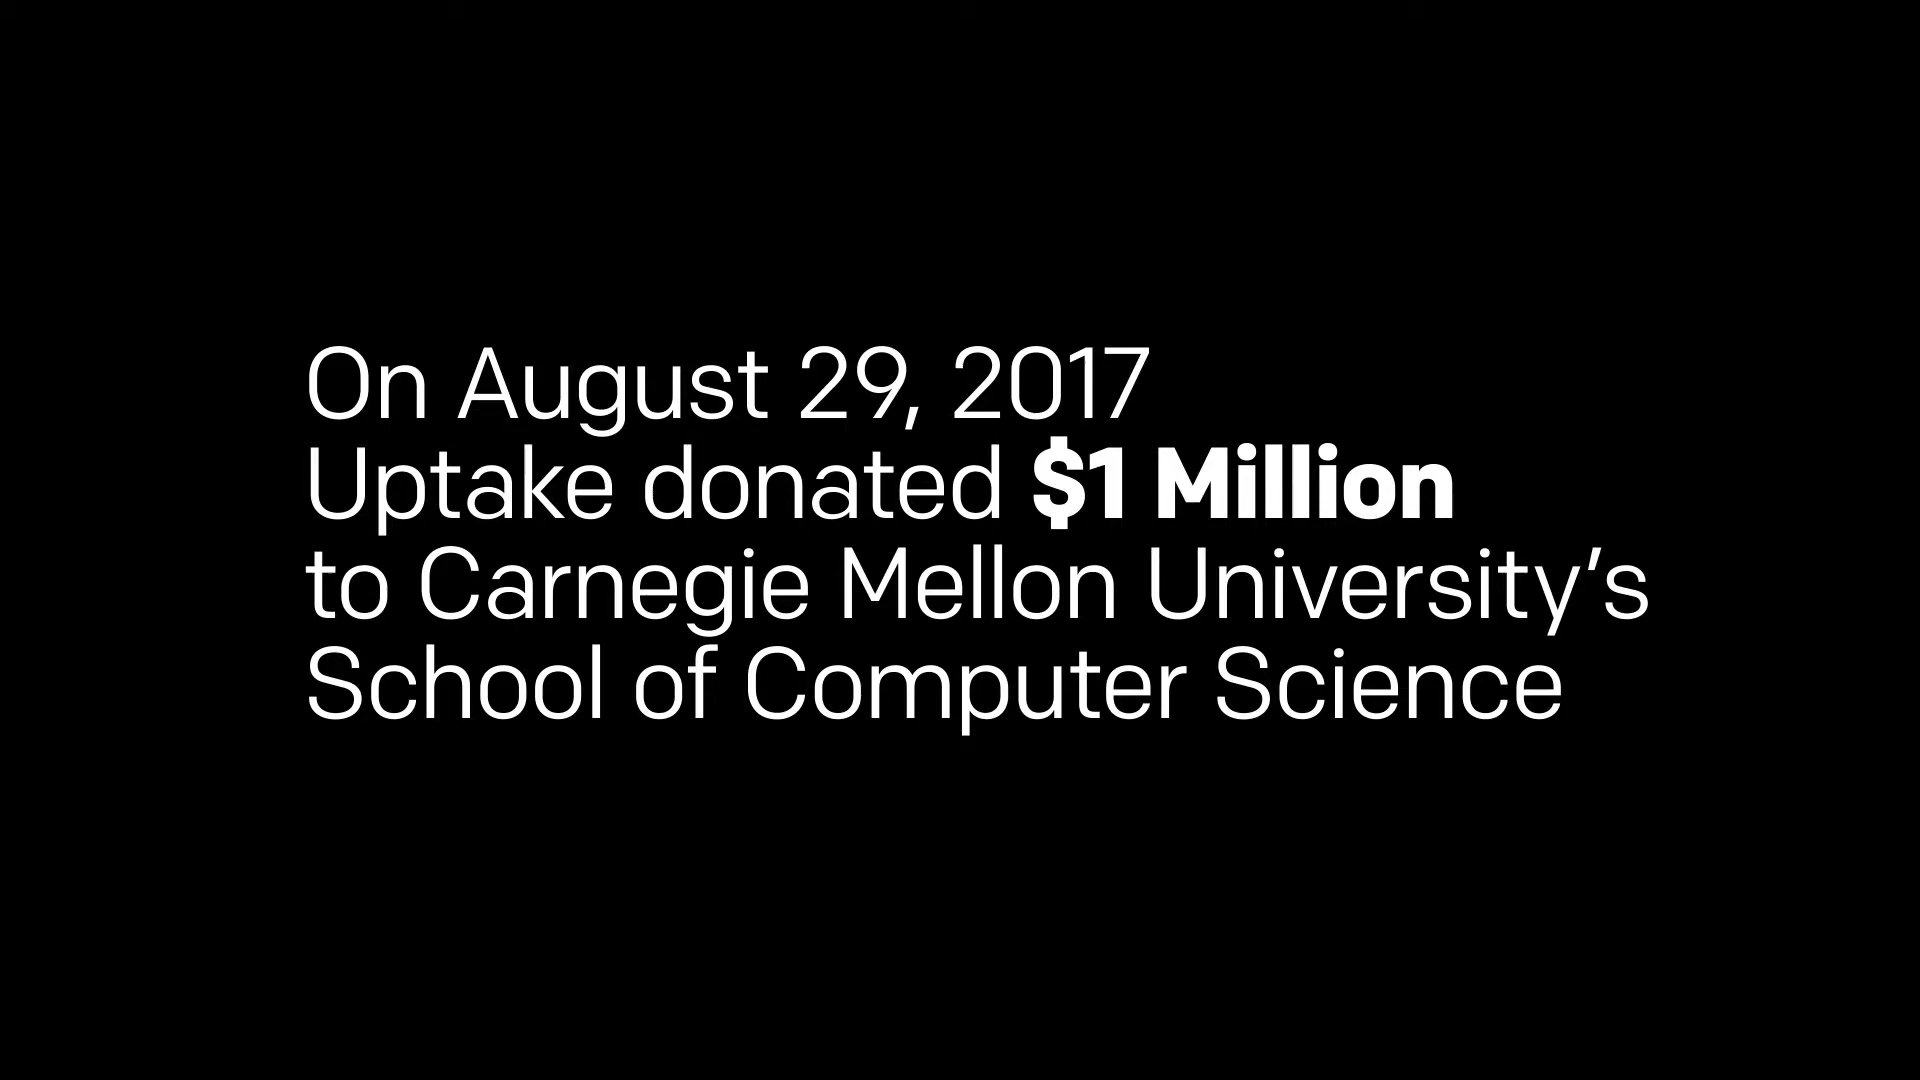 On August 29, 2017
Uptake donated $1 Million
to Carnegie Mellon University’s
School of Computer Science